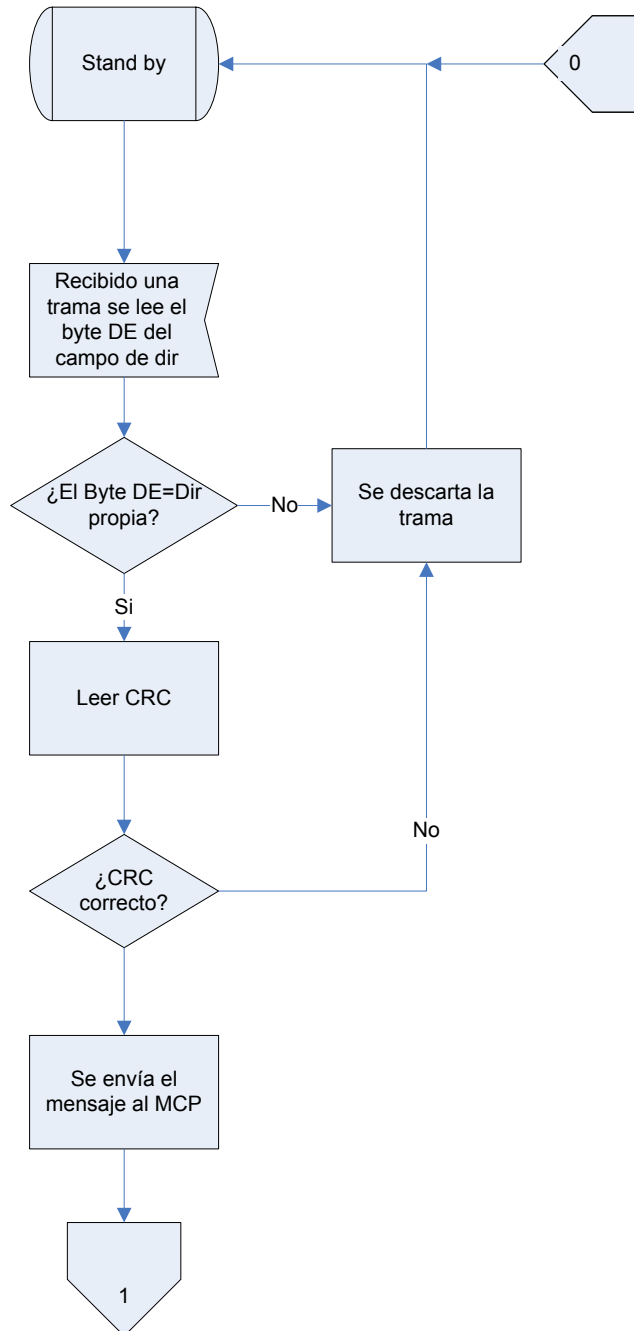 Stand by
0
Recibido una
trama se lee el
byte DE del
campo de dir
¿El Byte DE=Dir
propia?
No
Se descarta la
trama
Si
Leer CRC
No
¿CRC
correcto?
Se envía el
mensaje al MCP
1